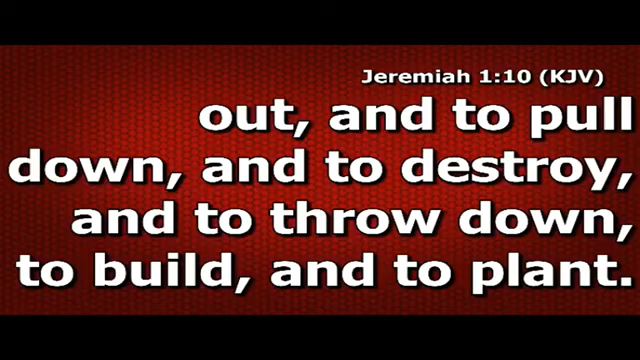 Jeremiah 1:10 (KJV)
out, and to pull
down, and to destroy,
and to throw down,
to build, and to plant.